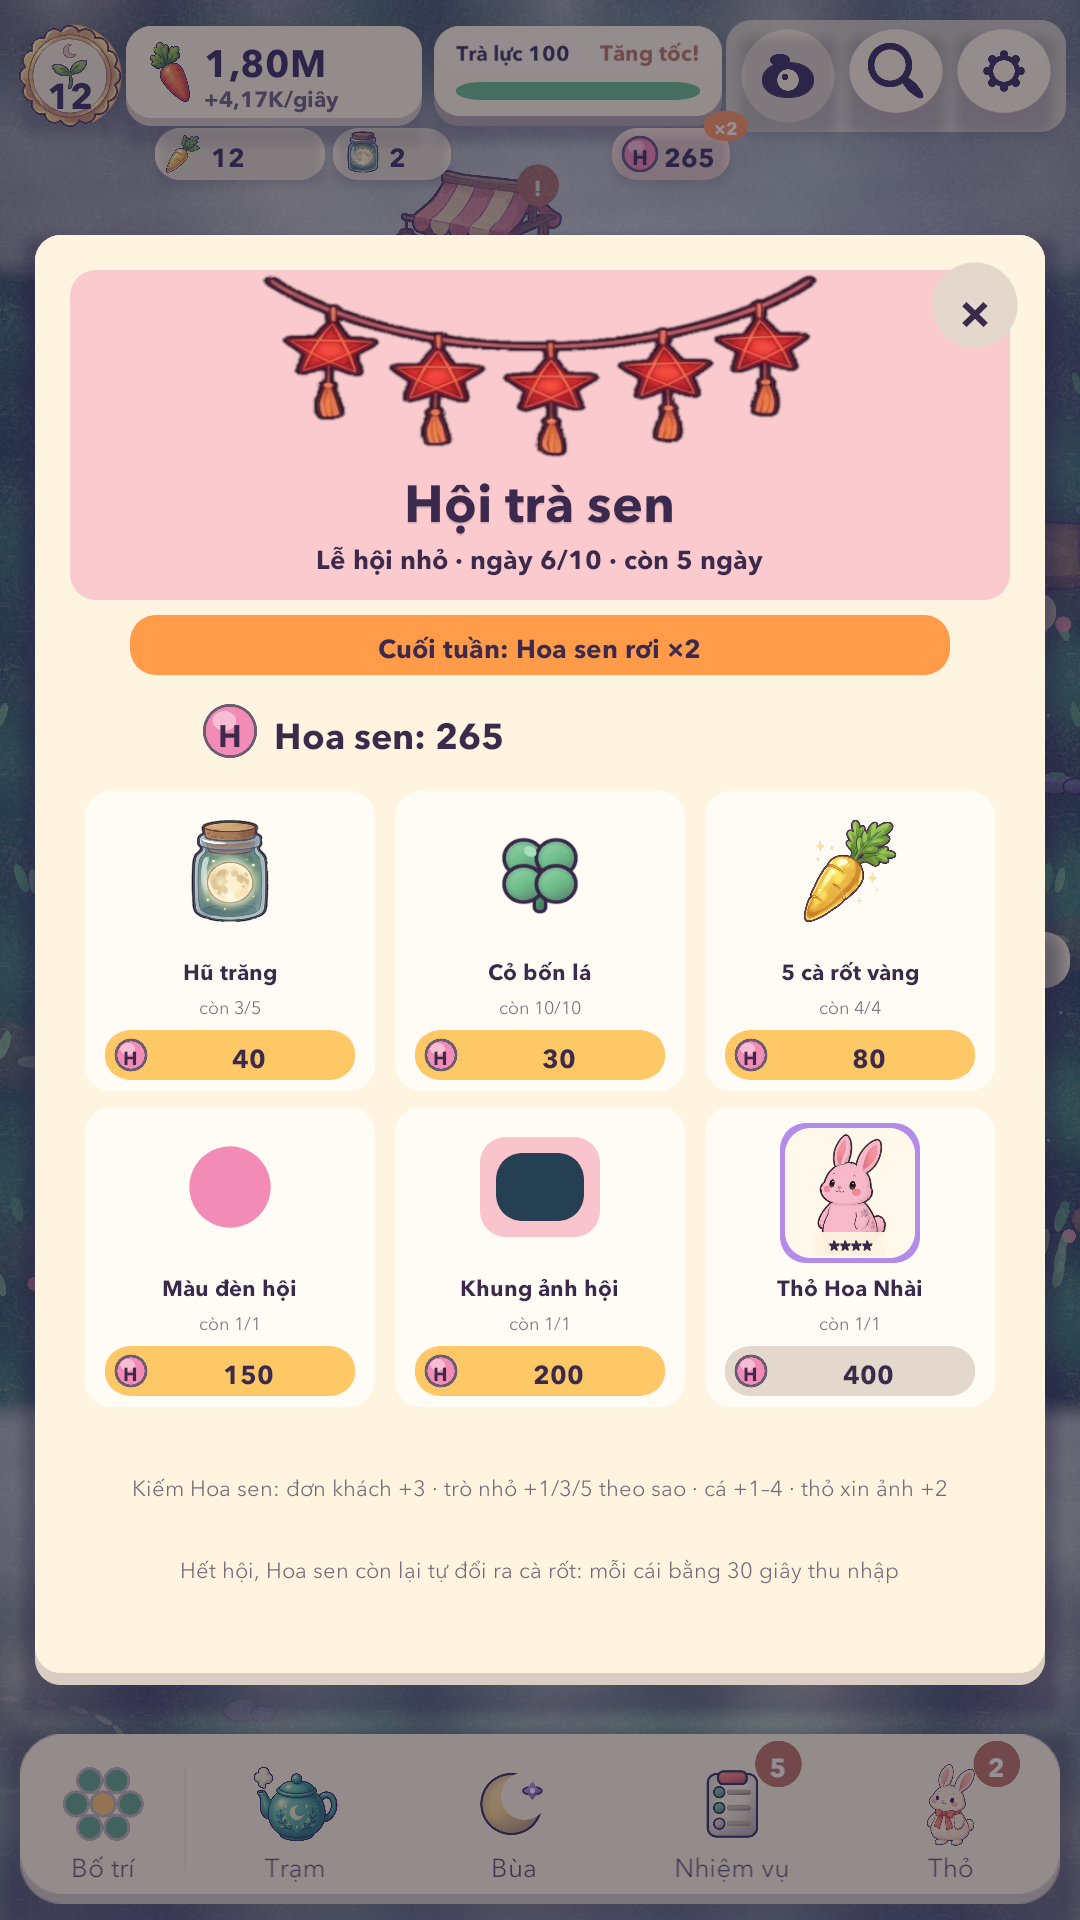 12
1,80M
+4,17K/giây
Trà lực 100 Tăng tốc!
×2
12
2
H 265
!
×
Hội trà sen
Lễ hội nhỏ · ngày 6/10 · còn 5 ngày
Cuối tuần: Hoa sen rơi ×2
H Hoa sen: 265
Hũ trăng
còn 3/5
H 40
Cỏ bốn lá
còn 10/10
H 30
5 cà rốt vàng
còn 4/4
H 80
Màu đèn hội
còn 1/1
H 150
Khung ảnh hội
còn 1/1
H 200
Thỏ Hoa Nhài
còn 1/1
H 400
Kiếm Hoa sen: đơn khách +3 · trò nhỏ +1/3/5 theo sao · cá +1–4 · thỏ xin ảnh +2
Hết hội, Hoa sen còn lại tự đổi ra cà rốt: mỗi cái bằng 30 giây thu nhập
5
2
Bố trí
Trạm
Bùa
Nhiệm vụ
Thỏ